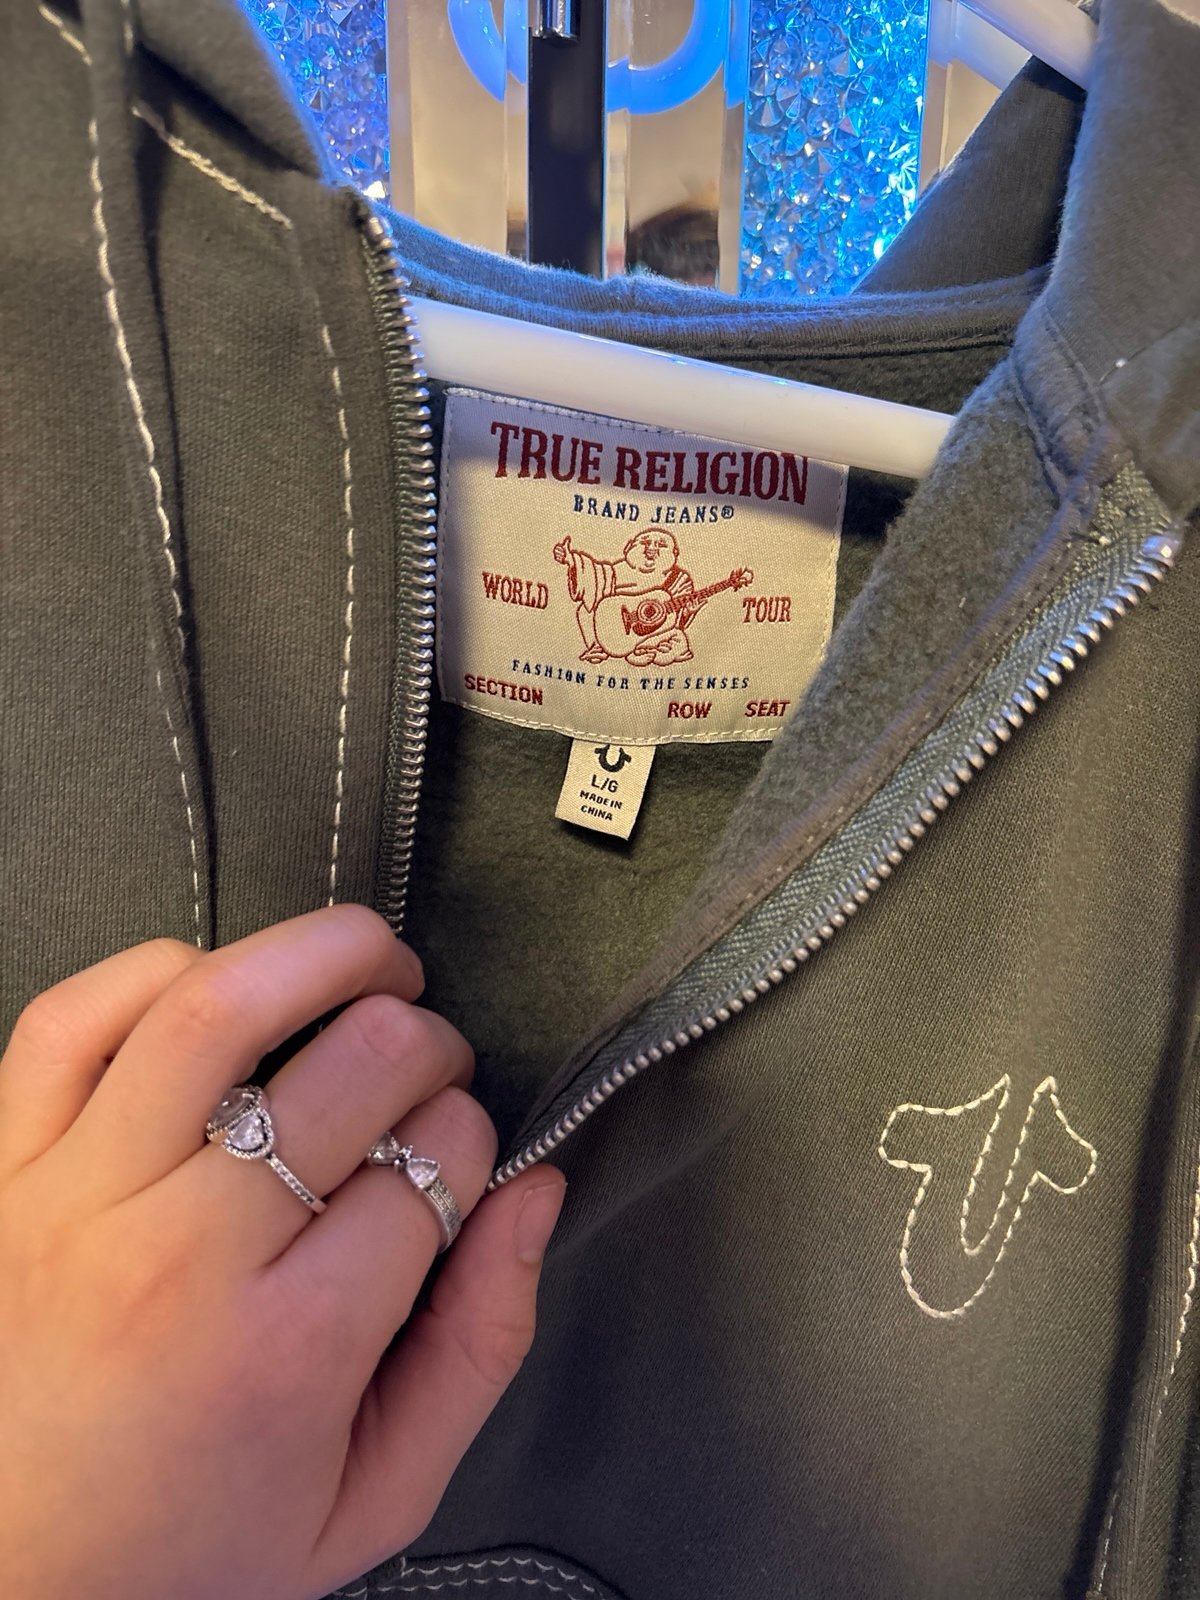 TRUE RELIGION
BRAND JEANS®
WORLD TOUR
FASHION FOR THE SENSES
SECTION ROW SEAT
L/G
MADE IN
CHINA